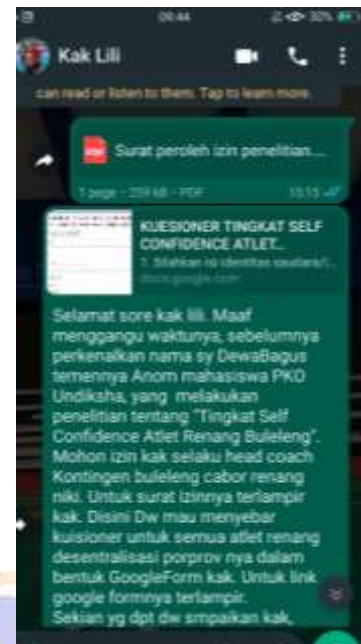 09.44
30%
Kak Lili
can read or listen to them. Tap to learn more.
PDF
Surat peroleh izin penelitian...
1 page • 259 kB • PDF
15.15
KUESIONER TINGKAT SELF
CONFIDENCE ATLET...
1. Silahkan isi identitas saudara/i...
docs.google.com
Selamat sore kak lili. Maaf
menggangu waktunya, sebelumnya
perkenalkan nama sy DewaBagus
temennya Anom mahasiswa PKO
Undiksha, yang melakukan
penelitian tentang "Tingkat Self
Confidence Atlet Renang Buleleng".
Mohon izin kak selaku head coach
Kontingen buleleng cabor renang
niki. Untuk surat izinnya terlampir
kak. Disini Dw mau menyebar
kuisioner untuk semua atlet renang
desentralisasi porprov nya dalam
bentuk GoogleForm kak. Untuk link
google formnya terlampir.
Sekian yg dpt dw smpaikan kak,